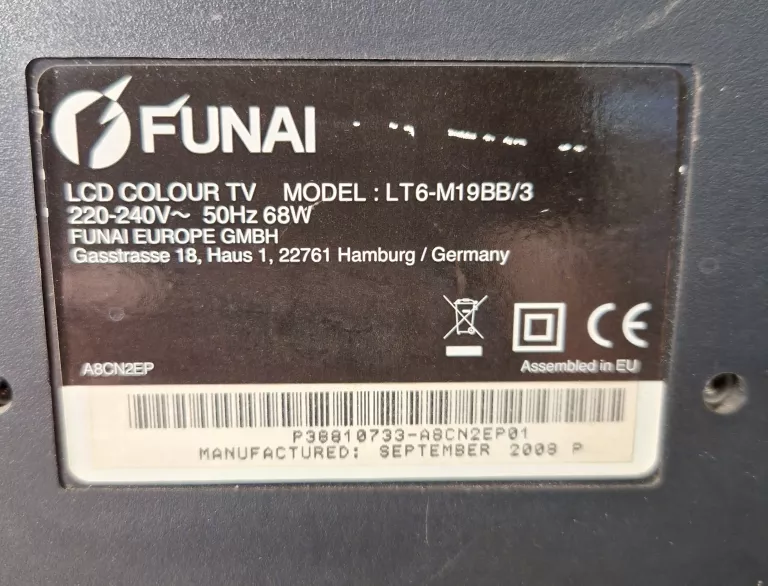 FUNAI
LCD COLOUR TV MODEL : LT6-M19BB/3
220-240V~ 50Hz 68W
FUNAI EUROPE GMBH
Gasstrasse 18, Haus 1, 22761 Hamburg / Germany
CE
A8CN2EP Assembled in EU
P38810733-A8CN2EP01
MANUFACTURED: SEPTEMBER 2008 P